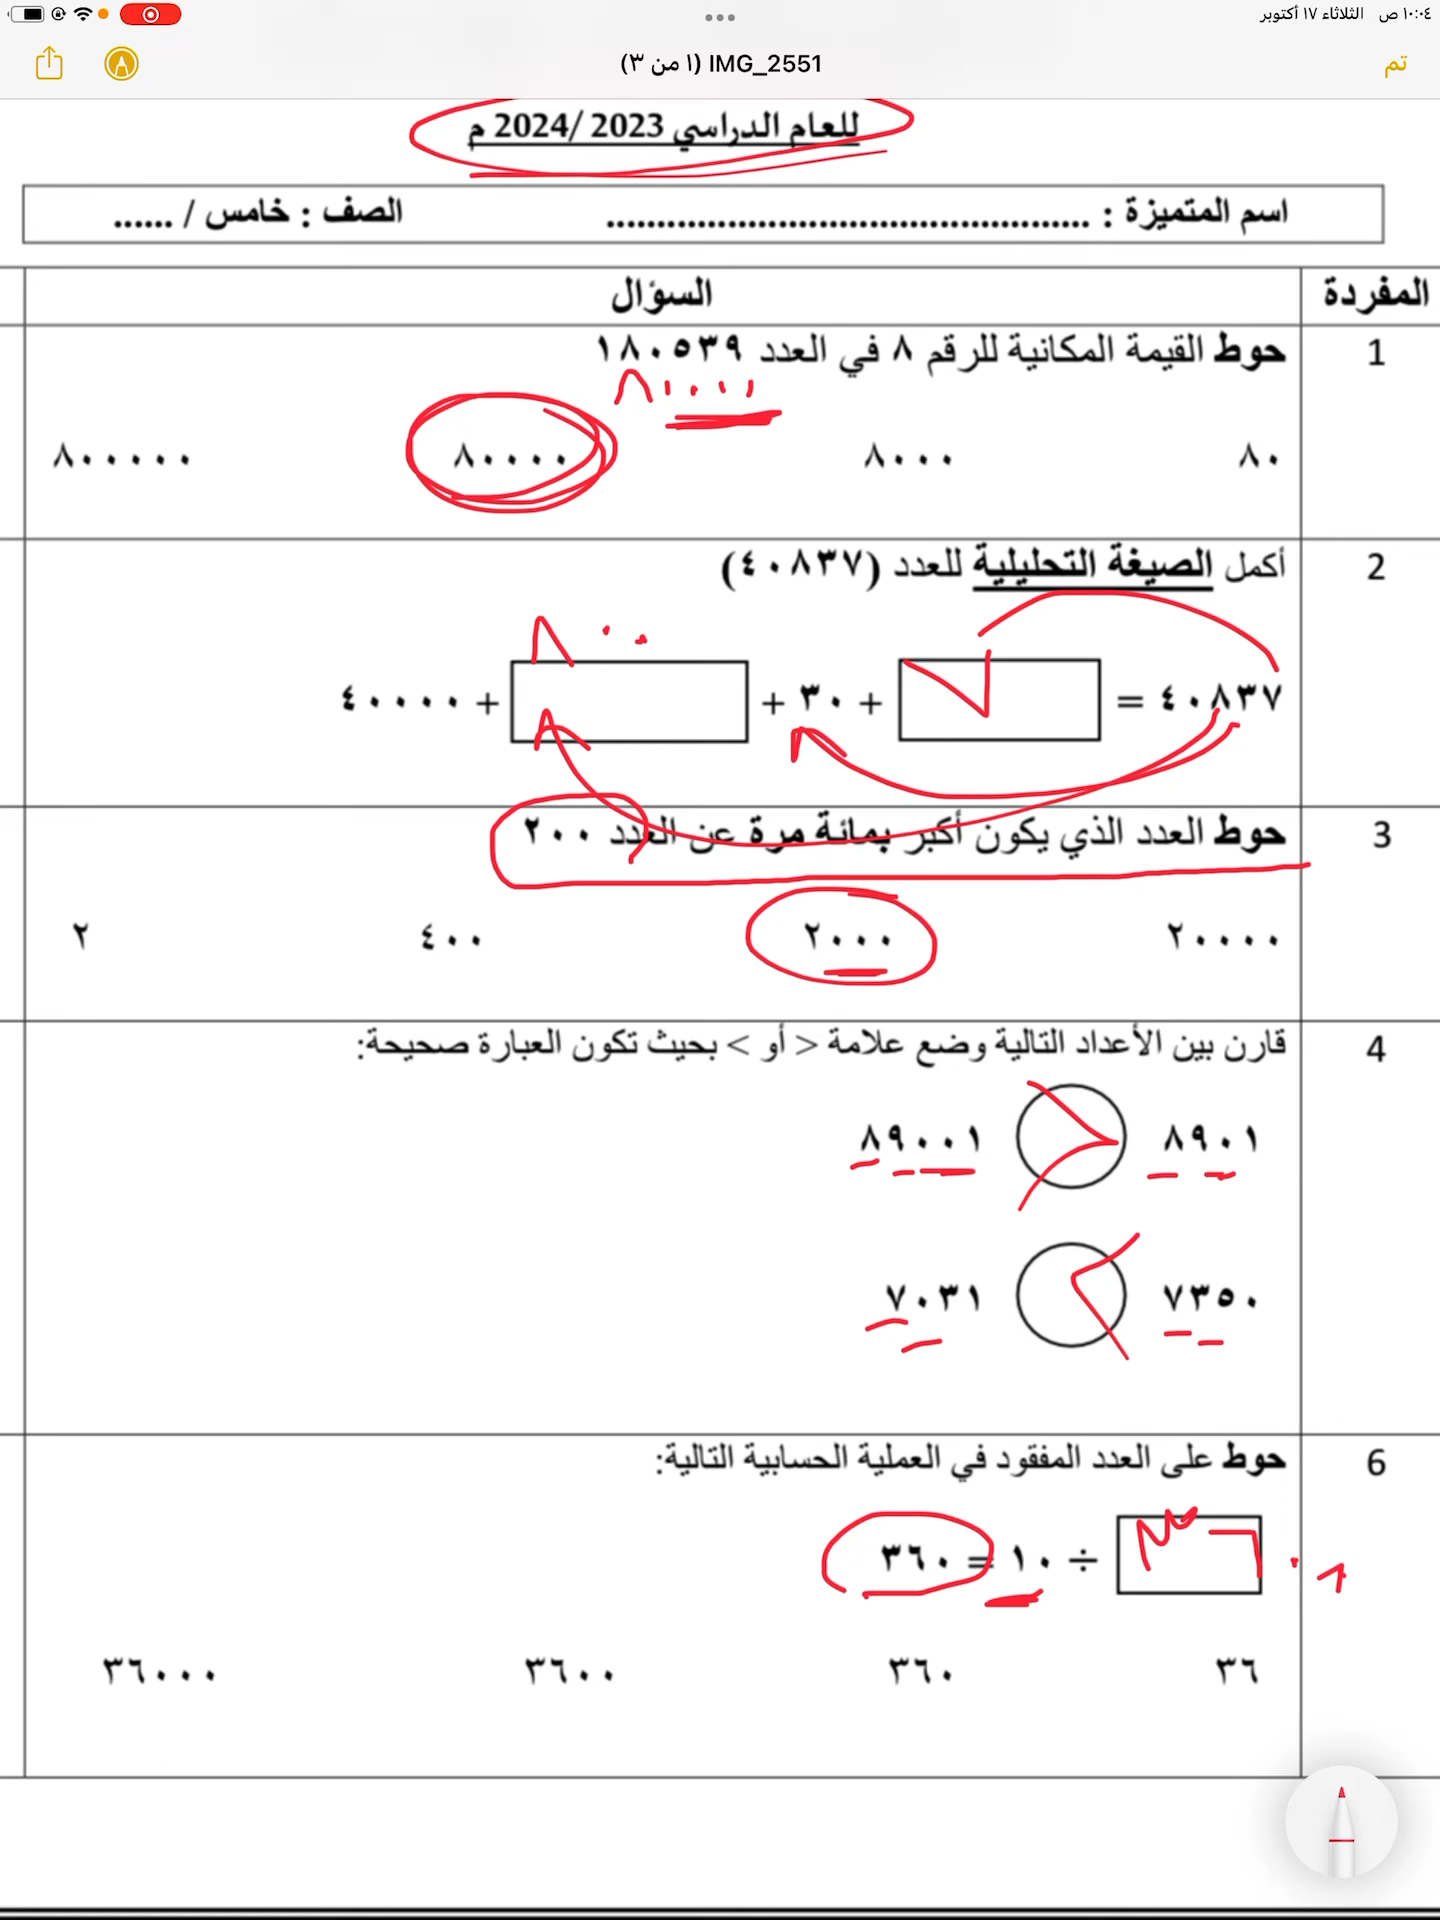 ١٠:٠٤ ص الثلاثاء ١٧ أكتوبر
تم
IMG_2551 (١ من ٣)
للعام الدراسي 2023 /2024 م
اسم المتميزة : ................................................ الصف : خامس / ......
المفردة السؤال
1 حوط القيمة المكانية للرقم ٨ في العدد ١٨٠٥٣٩
٨٠٠٠٠
٨٠ ٨٠٠٠ ٨٠٠٠٠ ٨٠٠٠٠٠
2 أكمل الصيغة التحليلية للعدد (٤٠٨٣٧)
٨٠٠
٤٠٨٣٧ = ٧ + ٣٠ + + ٤٠٠٠٠
3 حوط العدد الذي يكون أكبر بمائة مرة عن العدد ٢٠٠
٢٠٠٠٠ ٢٠٠٠ ٤٠٠ ٢
4 قارن بين الأعداد التالية وضع علامة < أو > بحيث تكون العبارة صحيحة:
٨٩٠١ > ٨٩٠٠١
٧٣٥٠ < ٧٠٣١
6 حوط على العدد المفقود في العملية الحسابية التالية:
٣٦٠ ÷ ١٠ = ٣٦٠
٣٦ ٣٦٠ ٣٦٠٠ ٣٦٠٠٠